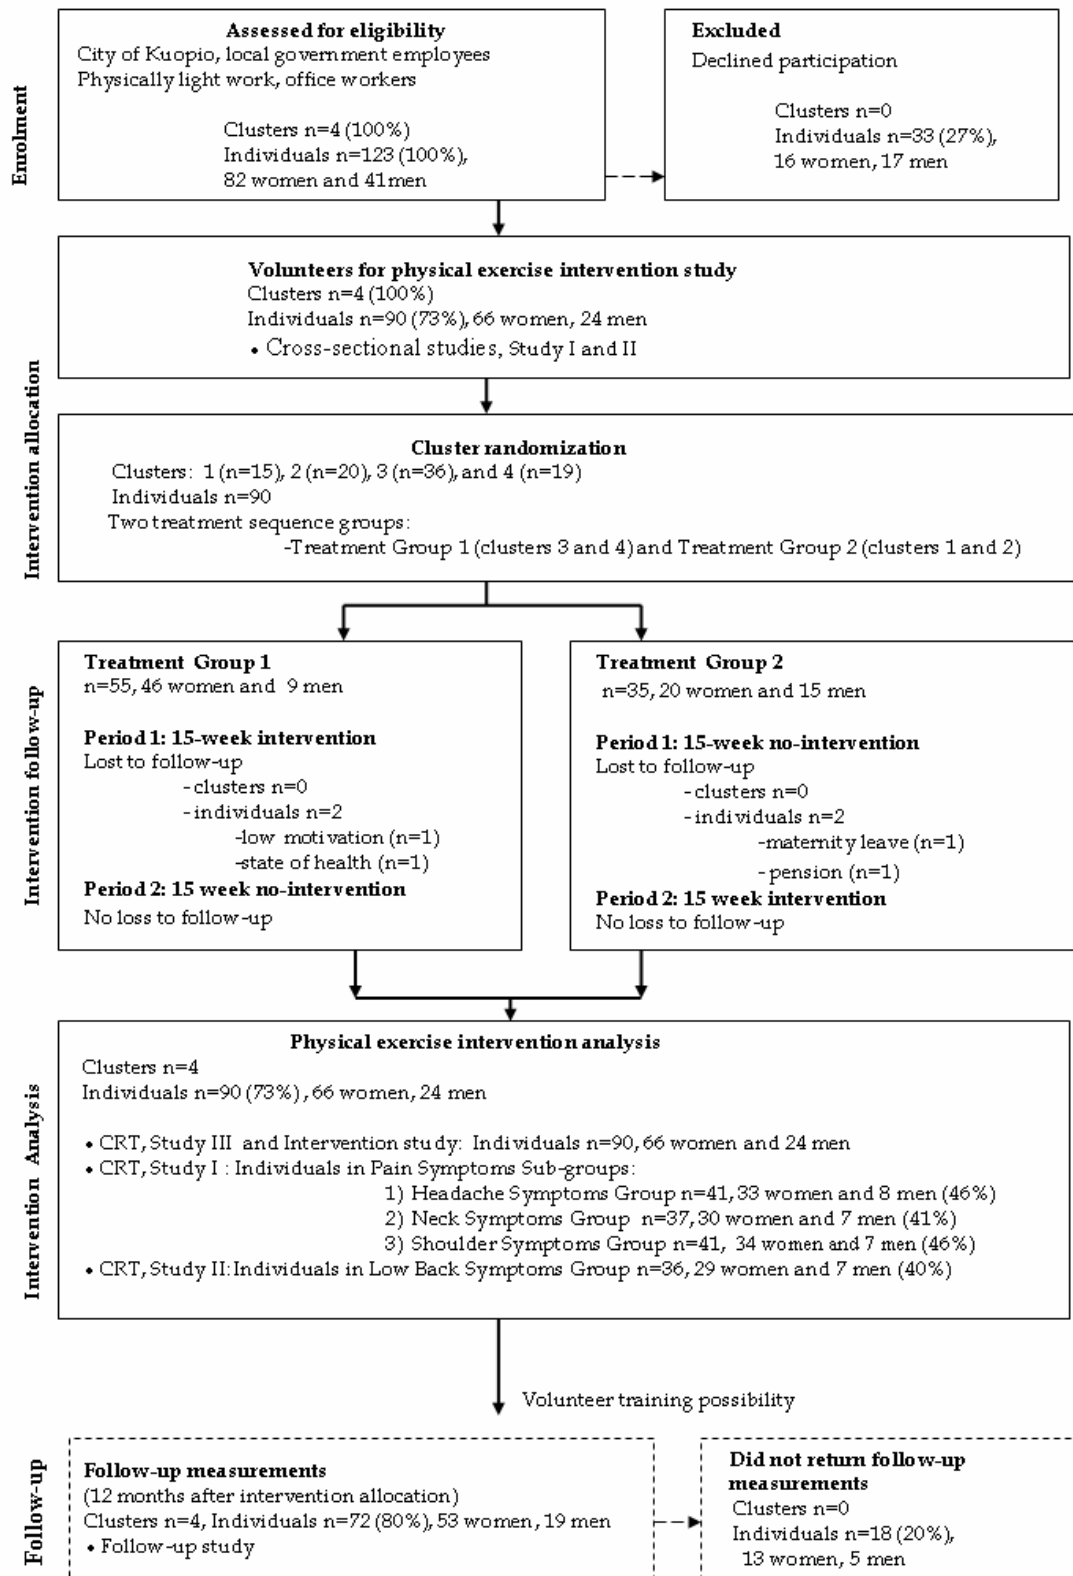 Enrolment
Assessed for eligibility
City of Kuopio, local government employees
Physically light work, office workers
Clusters n=4 (100%)
Individuals n=123 (100%),
82 women and 41men
Excluded
Declined participation
Clusters n=0
Individuals n=33 (27%),
16 women, 17 men
Intervention allocation
Volunteers for physical exercise intervention study
Clusters n=4 (100%)
Individuals n=90 (73%), 66 women, 24 men
• Cross-sectional studies, Study I and II
Cluster randomization
Clusters: 1 (n=15), 2 (n=20), 3 (n=36), and 4 (n=19)
Individuals n=90
Two treatment sequence groups:
-Treatment Group 1 (clusters 3 and 4) and Treatment Group 2 (clusters 1 and 2)
Intervention follow-up
Treatment Group 1
n=55, 46 women and 9 men
Period 1: 15-week intervention
Lost to follow-up
- clusters n=0
- individuals n=2
-low motivation (n=1)
-state of health (n=1)
Period 2: 15 week no-intervention
No loss to follow-up
Treatment Group 2
n=35, 20 women and 15 men
Period 1: 15-week no-intervention
Lost to follow-up
- clusters n=0
- individuals n=2
-maternity leave (n=1)
- pension (n=1)
Period 2: 15 week intervention
No loss to follow-up
Intervention Analysis
Physical exercise intervention analysis
Clusters n=4
Individuals n=90 (73%) , 66 women, 24 men
• CRT, Study III and Intervention study: Individuals n=90, 66 women and 24 men
• CRT, Study I : Individuals in Pain Symptoms Sub-groups:
1) Headache Symptoms Group n=41, 33 women and 8 men (46%)
2) Neck Symptoms Group n=37, 30 women and 7 men (41%)
3) Shoulder Symptoms Group n=41, 34 women and 7 men (46%)
• CRT, Study II: Individuals in Low Back Symptoms Group n=36, 29 women and 7 men (40%)
Volunteer training possibility
Follow-up
Follow-up measurements
(12 months after intervention allocation)
Clusters n=4, Individuals n=72 (80%), 53 women, 19 men
• Follow-up study
Did not return follow-up
measurements
Clusters n=0
Individuals n=18 (20%),
13 women, 5 men